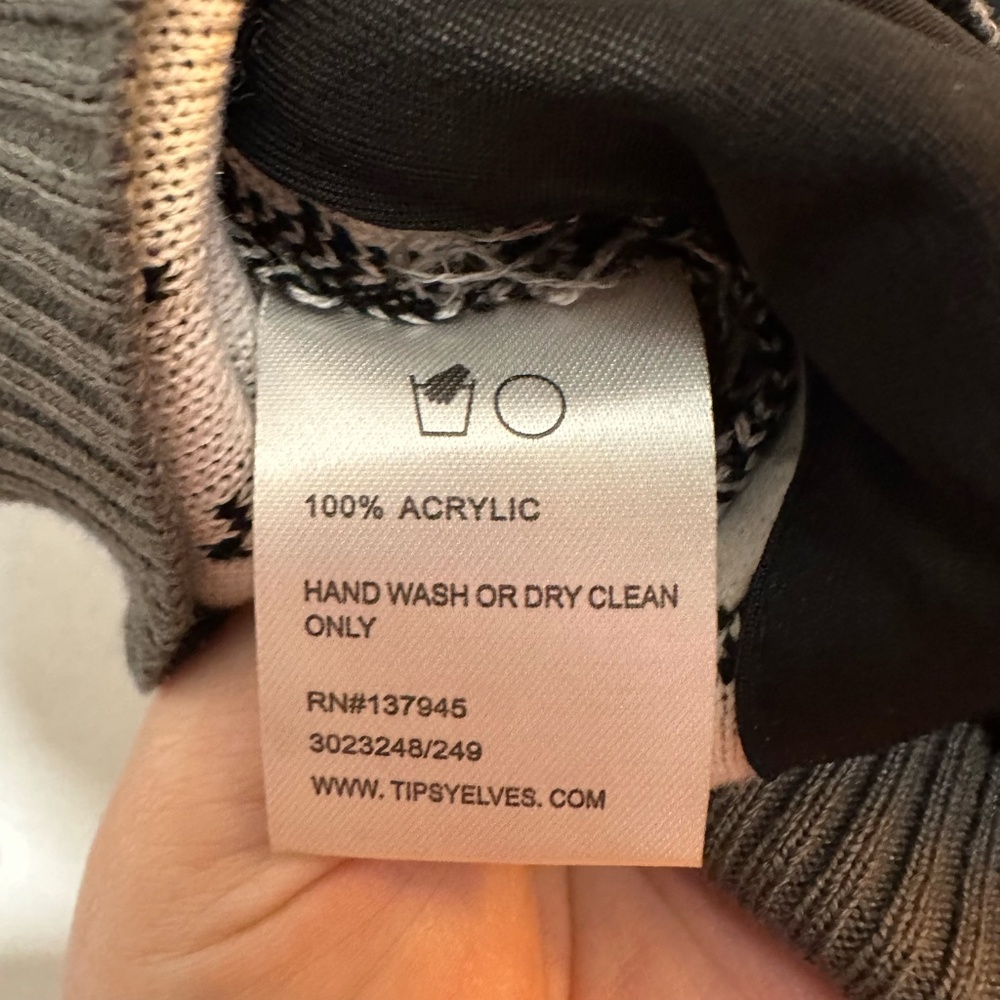 100% ACRYLIC
HAND WASH OR DRY CLEAN
ONLY
RN#137945
3023248/249
WWW. TIPSYELVES. COM